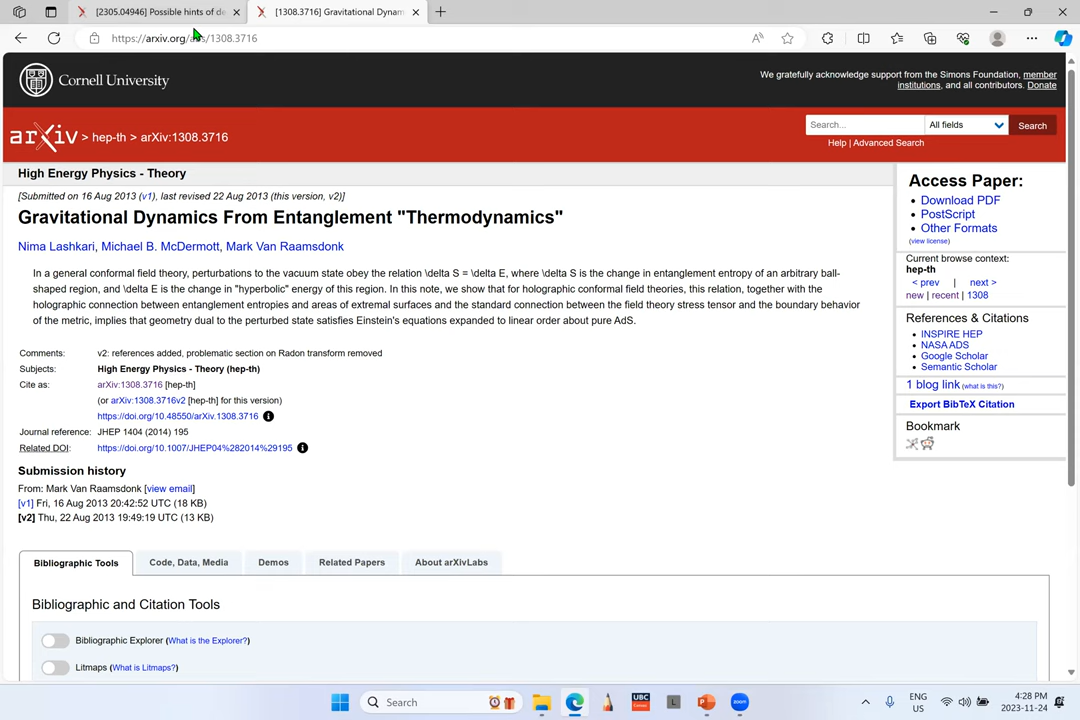 [2305.04946] Possible hints of de
[1308.3716] Gravitational Dynam
https://arxiv.org/abs/1308.3716
Cornell University
We gratefully acknowledge support from the Simons Foundation, member
institutions, and all contributors. Donate
arXiv > hep-th > arXiv:1308.3716
Search...
All fields
Search
Help | Advanced Search
High Energy Physics - Theory
[Submitted on 16 Aug 2013 (v1), last revised 22 Aug 2013 (this version, v2)]
Gravitational Dynamics From Entanglement "Thermodynamics"
Nima Lashkari, Michael B. McDermott, Mark Van Raamsdonk
In a general conformal field theory, perturbations to the vacuum state obey the relation \delta S = \delta E, where \delta S is the change in entanglement entropy of an arbitrary ball-
shaped region, and \delta E is the change in "hyperbolic" energy of this region. In this note, we show that for holographic conformal field theories, this relation, together with the
holographic connection between entanglement entropies and areas of extremal surfaces and the standard connection between the field theory stress tensor and the boundary behavior
of the metric, implies that geometry dual to the perturbed state satisfies Einstein's equations expanded to linear order about pure AdS.
Comments: v2: references added, problematic section on Radon transform removed
Subjects: High Energy Physics - Theory (hep-th)
Cite as: arXiv:1308.3716 [hep-th]
(or arXiv:1308.3716v2 [hep-th] for this version)
https://doi.org/10.48550/arXiv.1308.3716
Journal reference: JHEP 1404 (2014) 195
Related DOI: https://doi.org/10.1007/JHEP04%282014%29195
Submission history
From: Mark Van Raamsdonk [view email]
[v1] Fri, 16 Aug 2013 20:42:52 UTC (18 KB)
[v2] Thu, 22 Aug 2013 19:49:19 UTC (13 KB)
Access Paper:
Download PDF
PostScript
Other Formats
(view license)
Current browse context:
hep-th
< prev | next >
new | recent | 1308
References & Citations
INSPIRE HEP
NASA ADS
Google Scholar
Semantic Scholar
1 blog link (what is this?)
Export BibTeX Citation
Bookmark
Bibliographic Tools
Code, Data, Media
Demos
Related Papers
About arXivLabs
Bibliographic and Citation Tools
Bibliographic Explorer (What is the Explorer?)
Litmaps (What is Litmaps?)
Search
UBC
L
zoom
ENG
US
4:28 PM
2023-11-24